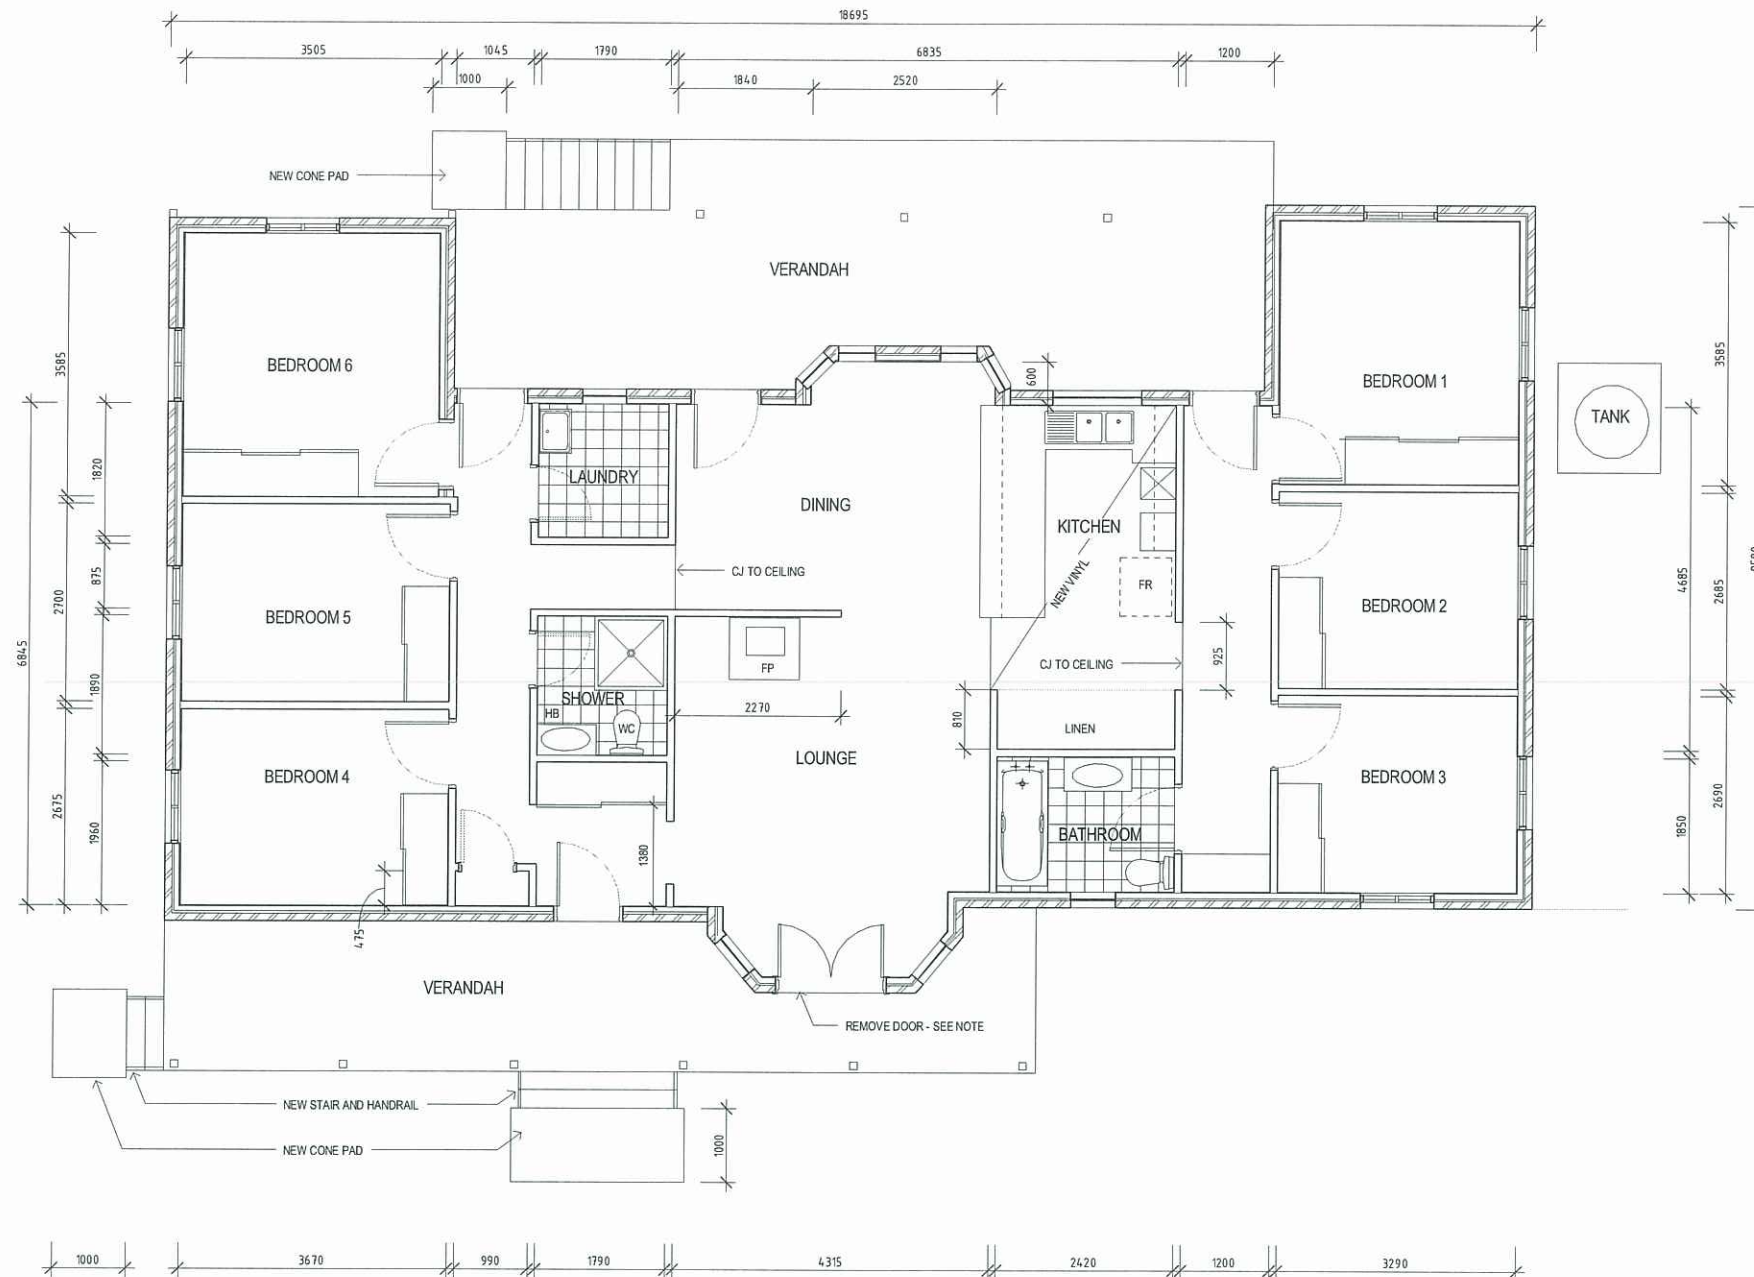 18695
3505
1045
1790
6835
1200
1000
1840
2520
NEW CONE PAD
VERANDAH
BEDROOM 6
BEDROOM 1
TANK
600
3585
3585
1820
LAUNDRY
DINING
KITCHEN
NEW VINYL
CJ TO CEILING
FR
875
2700
4685
2685
BEDROOM 5
BEDROOM 2
6845
FP
CJ TO CEILING
925
1890
SHOWER
HB
WC
2270
810
LINEN
LOUNGE
BEDROOM 4
BEDROOM 3
2675
1960
1850
2690
BATHROOM
1380
475
VERANDAH
REMOVE DOOR - SEE NOTE
NEW STAIR AND HANDRAIL
NEW CONE PAD
1000
1000
3670
990
1790
4315
2420
1200
3290